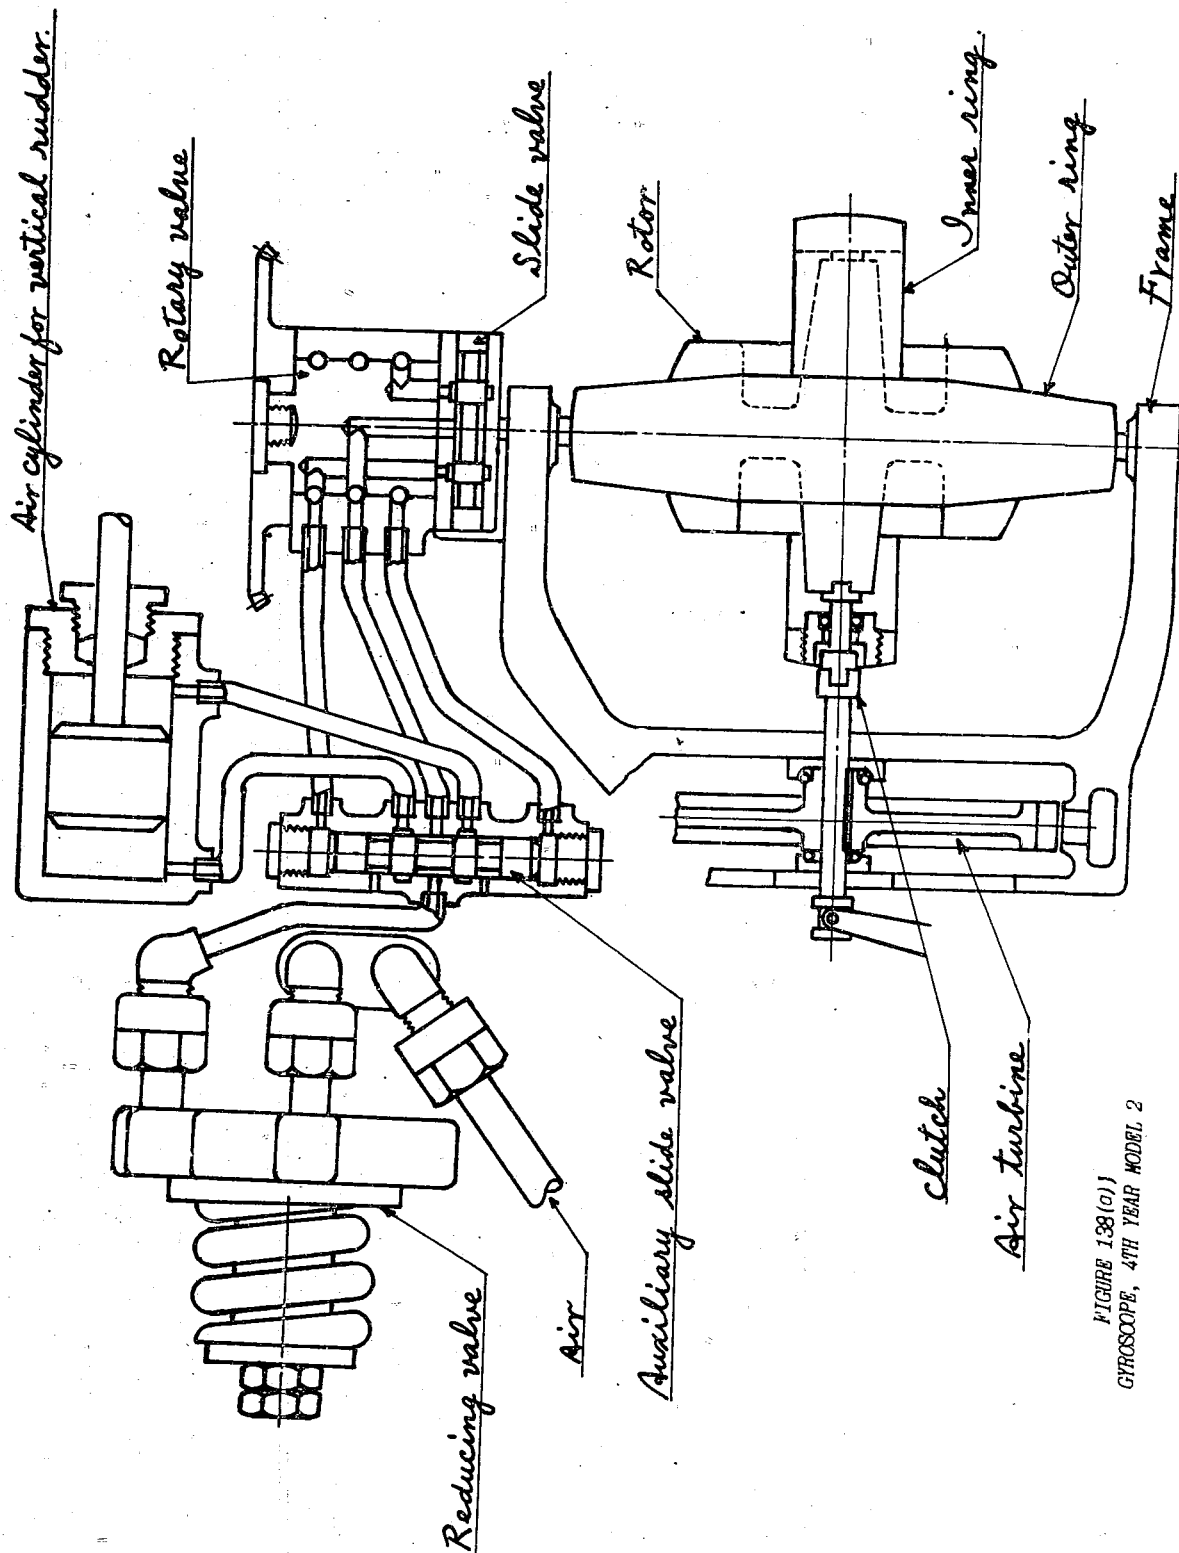 Air cylinder for vertical rudder.
Rotary valve
Slide valve
Rotor
Inner ring.
Outer ring
Frame
Reducing valve
Air
Auxiliary slide valve
Clutch
Air turbine
FIGURE 138(a))
GYROSCOPE, 4TH YEAR MODEL 2